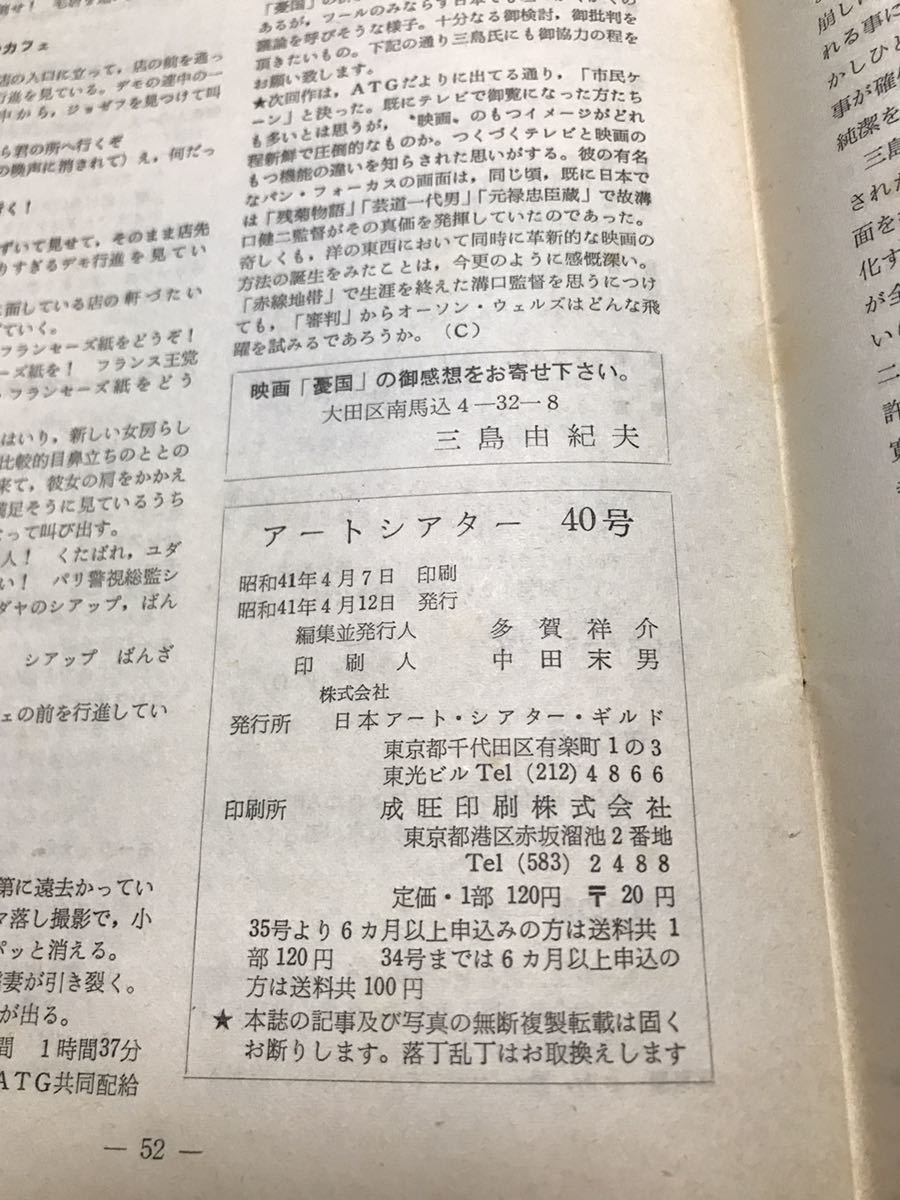 カフェ
店の入口に立って，店の前を通っ
行進を見ている。デモの連中の一
中から，ジョゼフを見つけて叫
ら君の所へ行くぞ
の喚声に消されて）え，何だっ
行く！
ずいて見せて，そのまま店先
りすぎるデモ行進を見てい
に面している店の軒づたい
げていく。
フランセーズ紙をどうぞ！
ーズ紙を！　フランス王党
・フランセーズ紙をどう
はいり，新しい女房らし
比較的目鼻立ちのととの
来て，彼女の肩をかかえ
満足そうに見ているうち
なって叫び出す。
人！　くたばれ，ユダ
い！　パリ警視総監シ
ダヤのシアップ，ばん
シアップ　ばんざ
ェの前を行進してい
第に遠去かってい
マ落し撮影で，小
パッと消える。
稲妻が引き裂く。
が出る。
間　1時間37分
ATG共同配給
あるが，フールのみならず日本でも
議論を呼びそうな様子。十分なる御検討，御批判を
頂きたいもの。下記の通り三島氏にも御協力の程を
お願い致します。
★次回作は，ATGだよりに出てる通り，「市民ケ
ーン」と決った。既にテレビで御覧になった方たち
も多いとは思うが，〝映画〟のもつイメージがどれ
程新鮮で圧倒的なものか。つくづくテレビと映画の
もつ機能の違いを知らされた思いがする。彼の有名
なパン・フォーカスの画面は，同じ頃，既に日本で
は「残菊物語」「芸道一代男」「元禄忠臣蔵」で故溝
口健二監督がその真価を発揮していたのであった。
奇しくも，洋の東西において同時に革新的な映画の
方法の誕生をみたことは，今更のように感慨深い。
「赤線地帯」で生涯を終えた溝口監督を思うにつけ
ても，「審判」からオーソン・ウェルズはどんな飛
躍を試みるであろうか。（C）
映画「憂国」の御感想をお寄せ下さい。
大田区南馬込4—32—8
三島由紀夫
アートシアター　40号
昭和41年4月7日　印刷
昭和41年4月12日　発行
編集並発行人　多賀祥介
印刷人　中田末男
株式会社
発行所　日本アート・シアター・ギルド
東京都千代田区有楽町1の3
東光ビル Tel (212) 4866
印刷所　成旺印刷株式会社
東京都港区赤坂溜池2番地
Tel (583) 2488
定価・1部 120円　〒20円
35号より6カ月以上申込みの方は送料共1
部120円　34号までは6カ月以上申込の
方は送料共100円
★ 本誌の記事及び写真の無断複製転載は固く
お断りします。落丁乱丁はお取換えします
— 52 —
崩し
れる事に
かしひと
事が確
純潔を
三島
された
面を
化す
が全
い
二
許